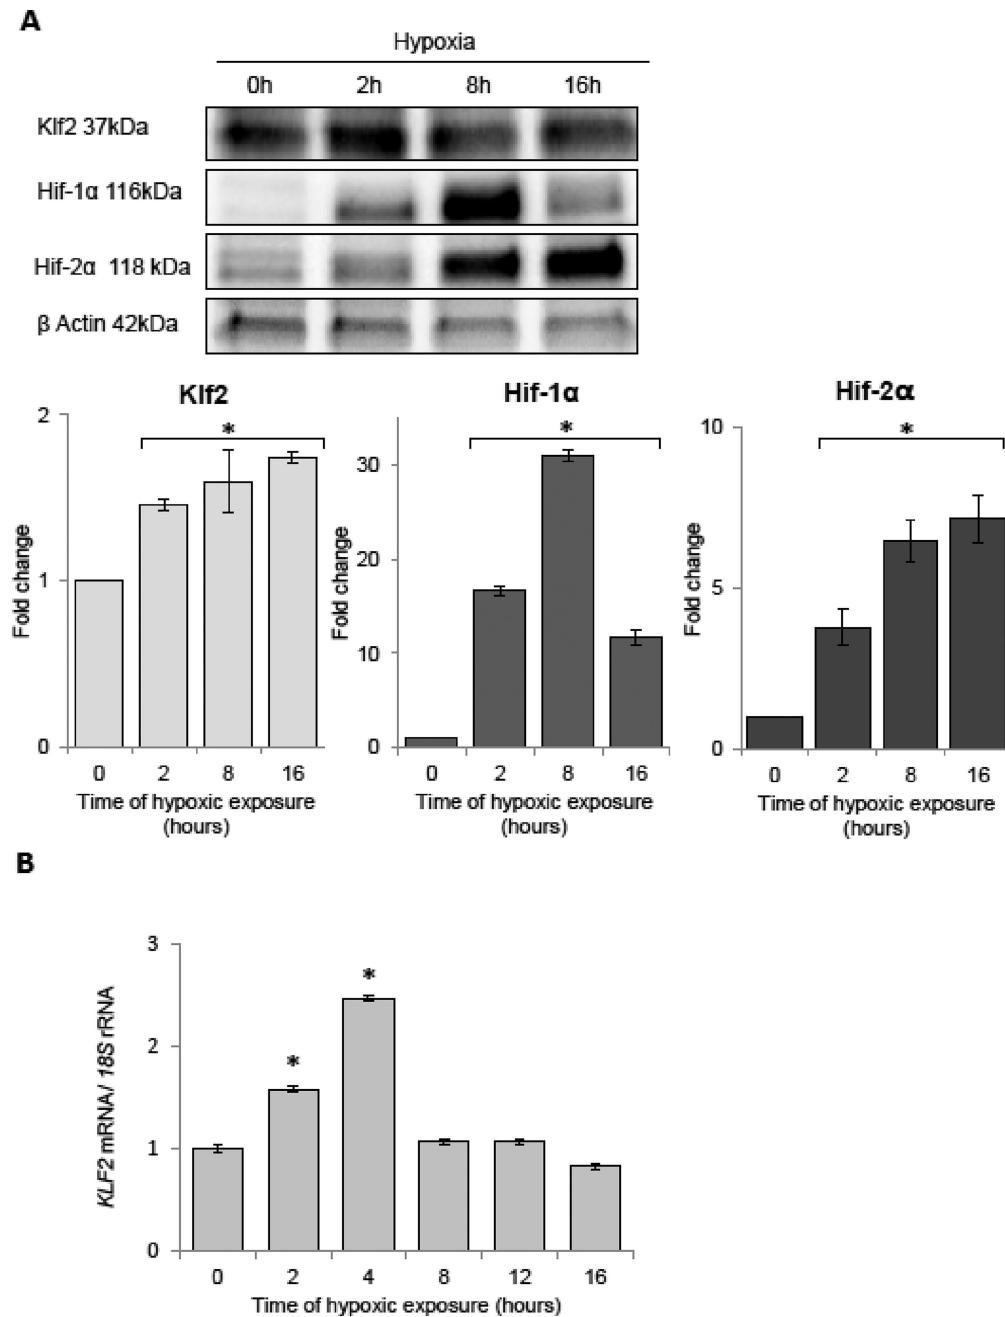 A
Hypoxia
0h 2h 8h 16h
Klf2 37kDa
Hif-1α 116kDa
Hif-2α 118 kDa
β Actin 42kDa
Klf2
2
1
0
Fold change
*
0 2 8 16
Time of hypoxic exposure
(hours)
Hif-1α
30
20
10
0
Fold change
*
0 2 8 16
Time of hypoxic exposure
(hours)
Hif-2α
10
5
0
Fold change
*
0 2 8 16
Time of hypoxic exposure
(hours)
B
3
2
1
0
KLF2 mRNA/ 18S rRNA
*
*
0 2 4 8 12 16
Time of hypoxic exposure (hours)